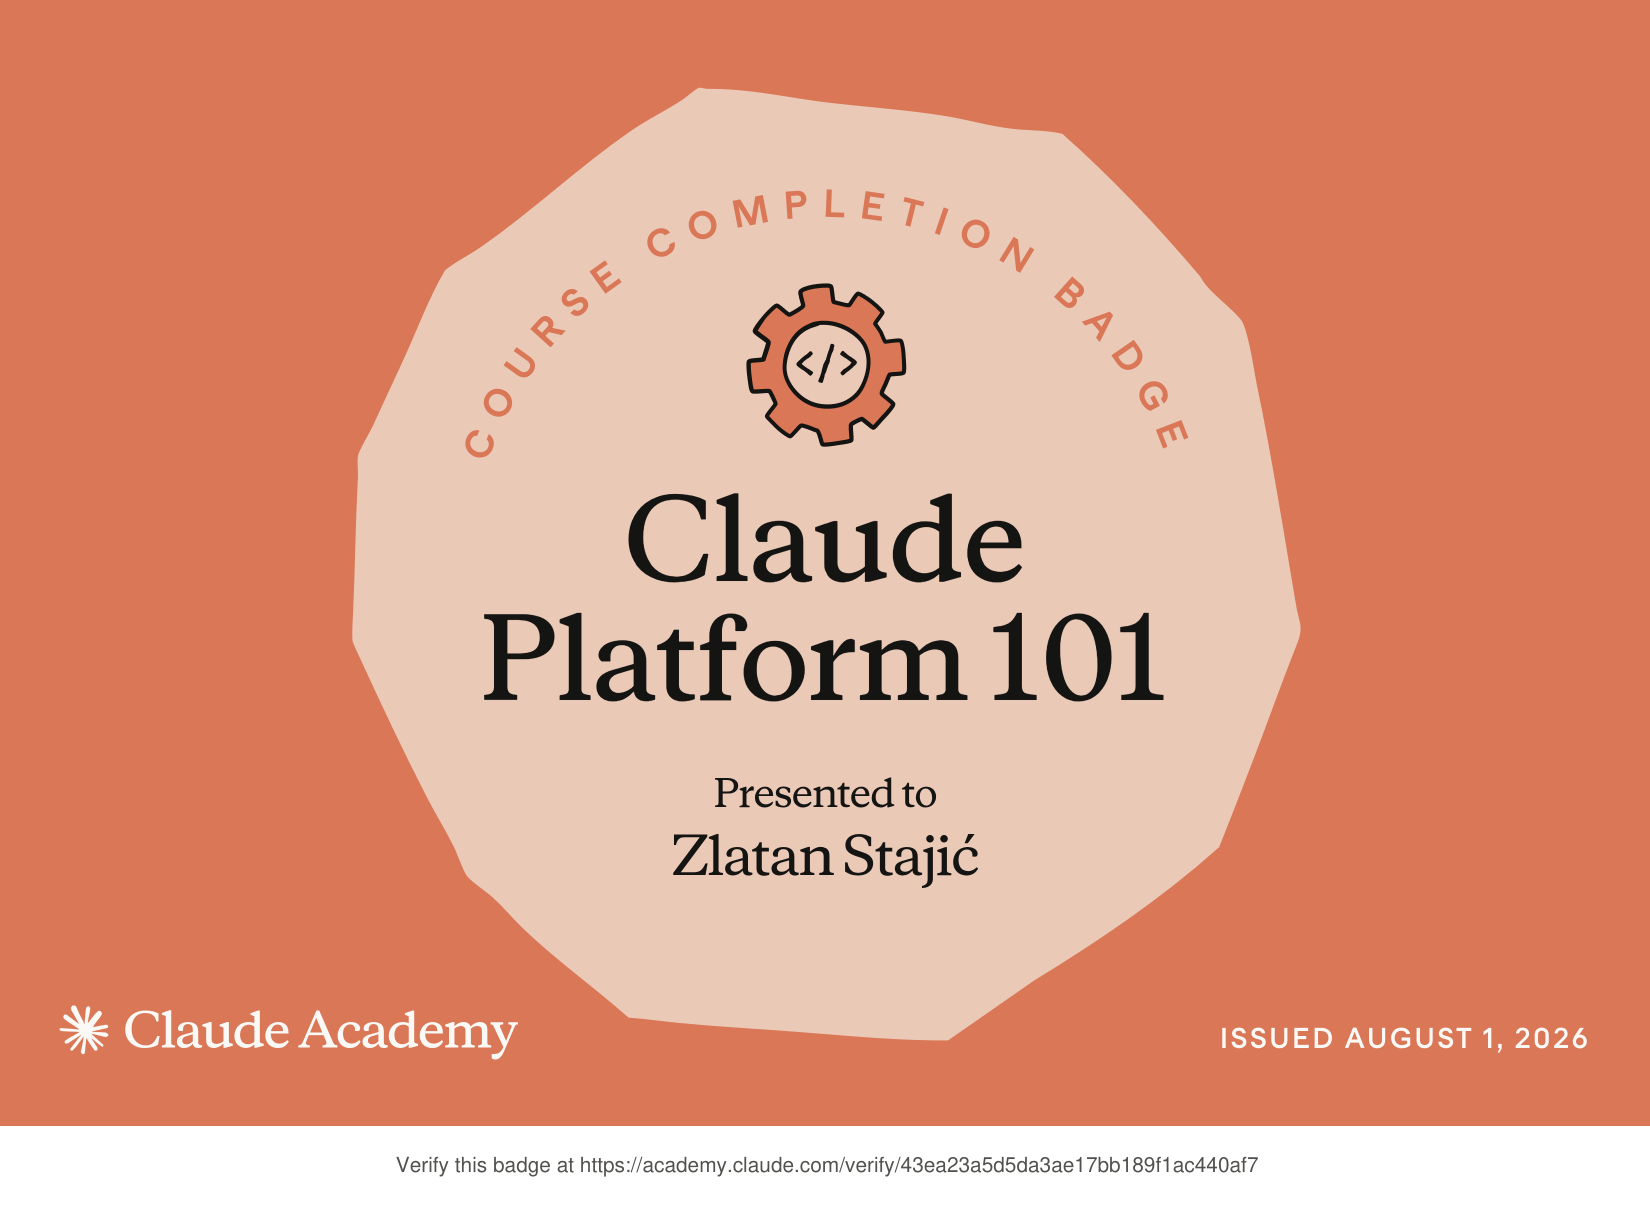 COURSE COMPLETION BADGE
</>
Claude
Platform 101
Presented to
Zlatan Stajić
Claude Academy
ISSUED AUGUST 1, 2026
Verify this badge at https://academy.claude.com/verify/43ea23a5d5da3ae17bb189f1ac440af7